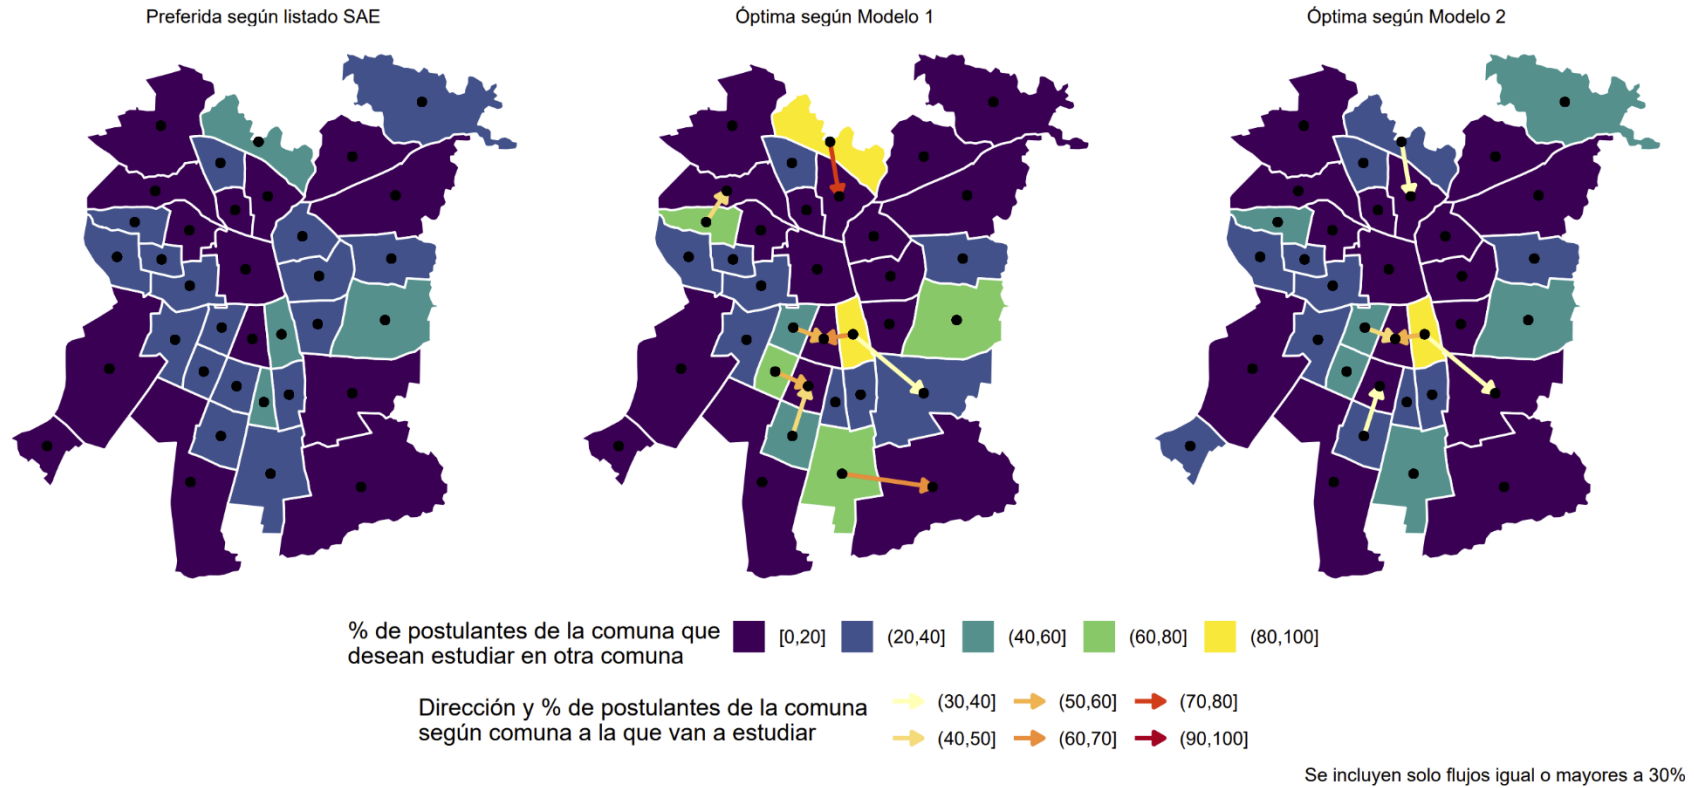 Preferida según listado SAE
Óptima según Modelo 1
Óptima según Modelo 2
% de postulantes de la comuna que
desean estudiar en otra comuna
[0,20]
(20,40]
(40,60]
(60,80]
(80,100]
Dirección y % de postulantes de la comuna
según comuna a la que van a estudiar
(30,40]
(50,60]
(70,80]
(40,50]
(60,70]
(90,100]
Se incluyen solo flujos igual o mayores a 30%